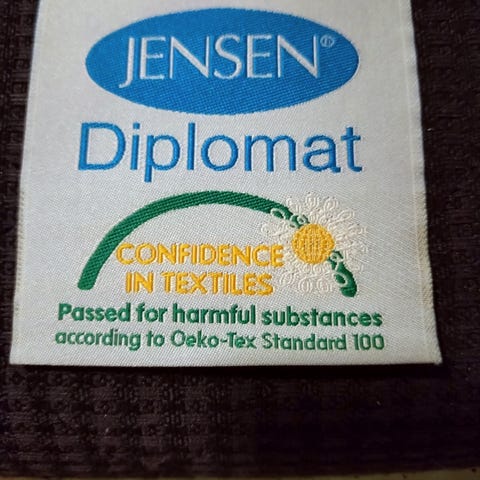 JENSEN®
Diplomat
CONFIDENCE
IN TEXTILES
Passed for harmful substances
according to Oeko-Tex Standard 100